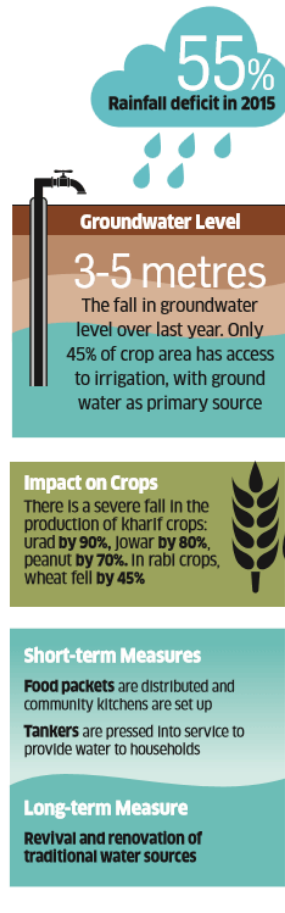 55%
Rainfall deficit in 2015
Groundwater Level
3-5 metres
The fall in groundwater
level over last year. Only
45% of crop area has access
to irrigation, with ground
water as primary source
Impact on Crops
There is a severe fall in the
production of kharif crops:
urad by 90%, jowar by 80%,
peanut by 70%. In rabi crops,
wheat fell by 45%
Short-term Measures
Food packets are distributed and
community kitchens are set up
Tankers are pressed into service to
provide water to households
Long-term Measure
Revival and renovation of
traditional water sources